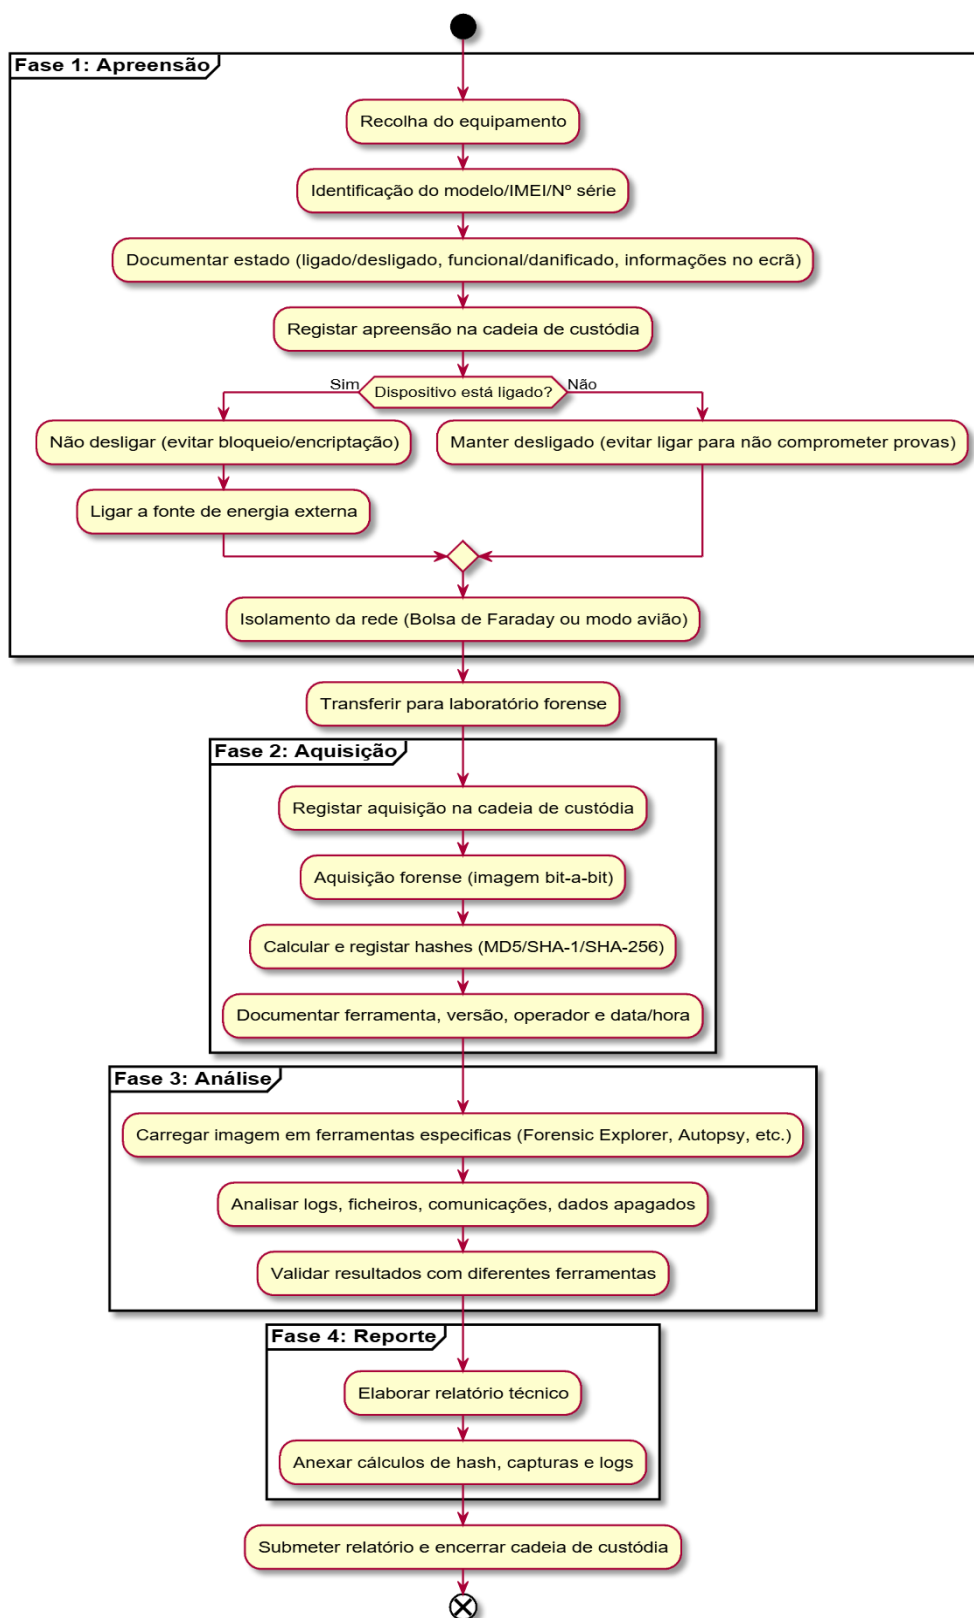 Fase 1: Apreensão
Recolha do equipamento
Identificação do modelo/IMEI/Nº série
Documentar estado (ligado/desligado, funcional/danificado, informações no ecrã)
Registar apreensão na cadeia de custódia
Sim
Dispositivo está ligado?
Não
Não desligar (evitar bloqueio/encriptação)
Manter desligado (evitar ligar para não comprometer provas)
Ligar a fonte de energia externa
Isolamento da rede (Bolsa de Faraday ou modo avião)
Transferir para laboratório forense
Fase 2: Aquisição
Registar aquisição na cadeia de custódia
Aquisição forense (imagem bit-a-bit)
Calcular e registar hashes (MD5/SHA-1/SHA-256)
Documentar ferramenta, versão, operador e data/hora
Fase 3: Análise
Carregar imagem em ferramentas especificas (Forensic Explorer, Autopsy, etc.)
Analisar logs, ficheiros, comunicações, dados apagados
Validar resultados com diferentes ferramentas
Fase 4: Reporte
Elaborar relatório técnico
Anexar cálculos de hash, capturas e logs
Submeter relatório e encerrar cadeia de custódia